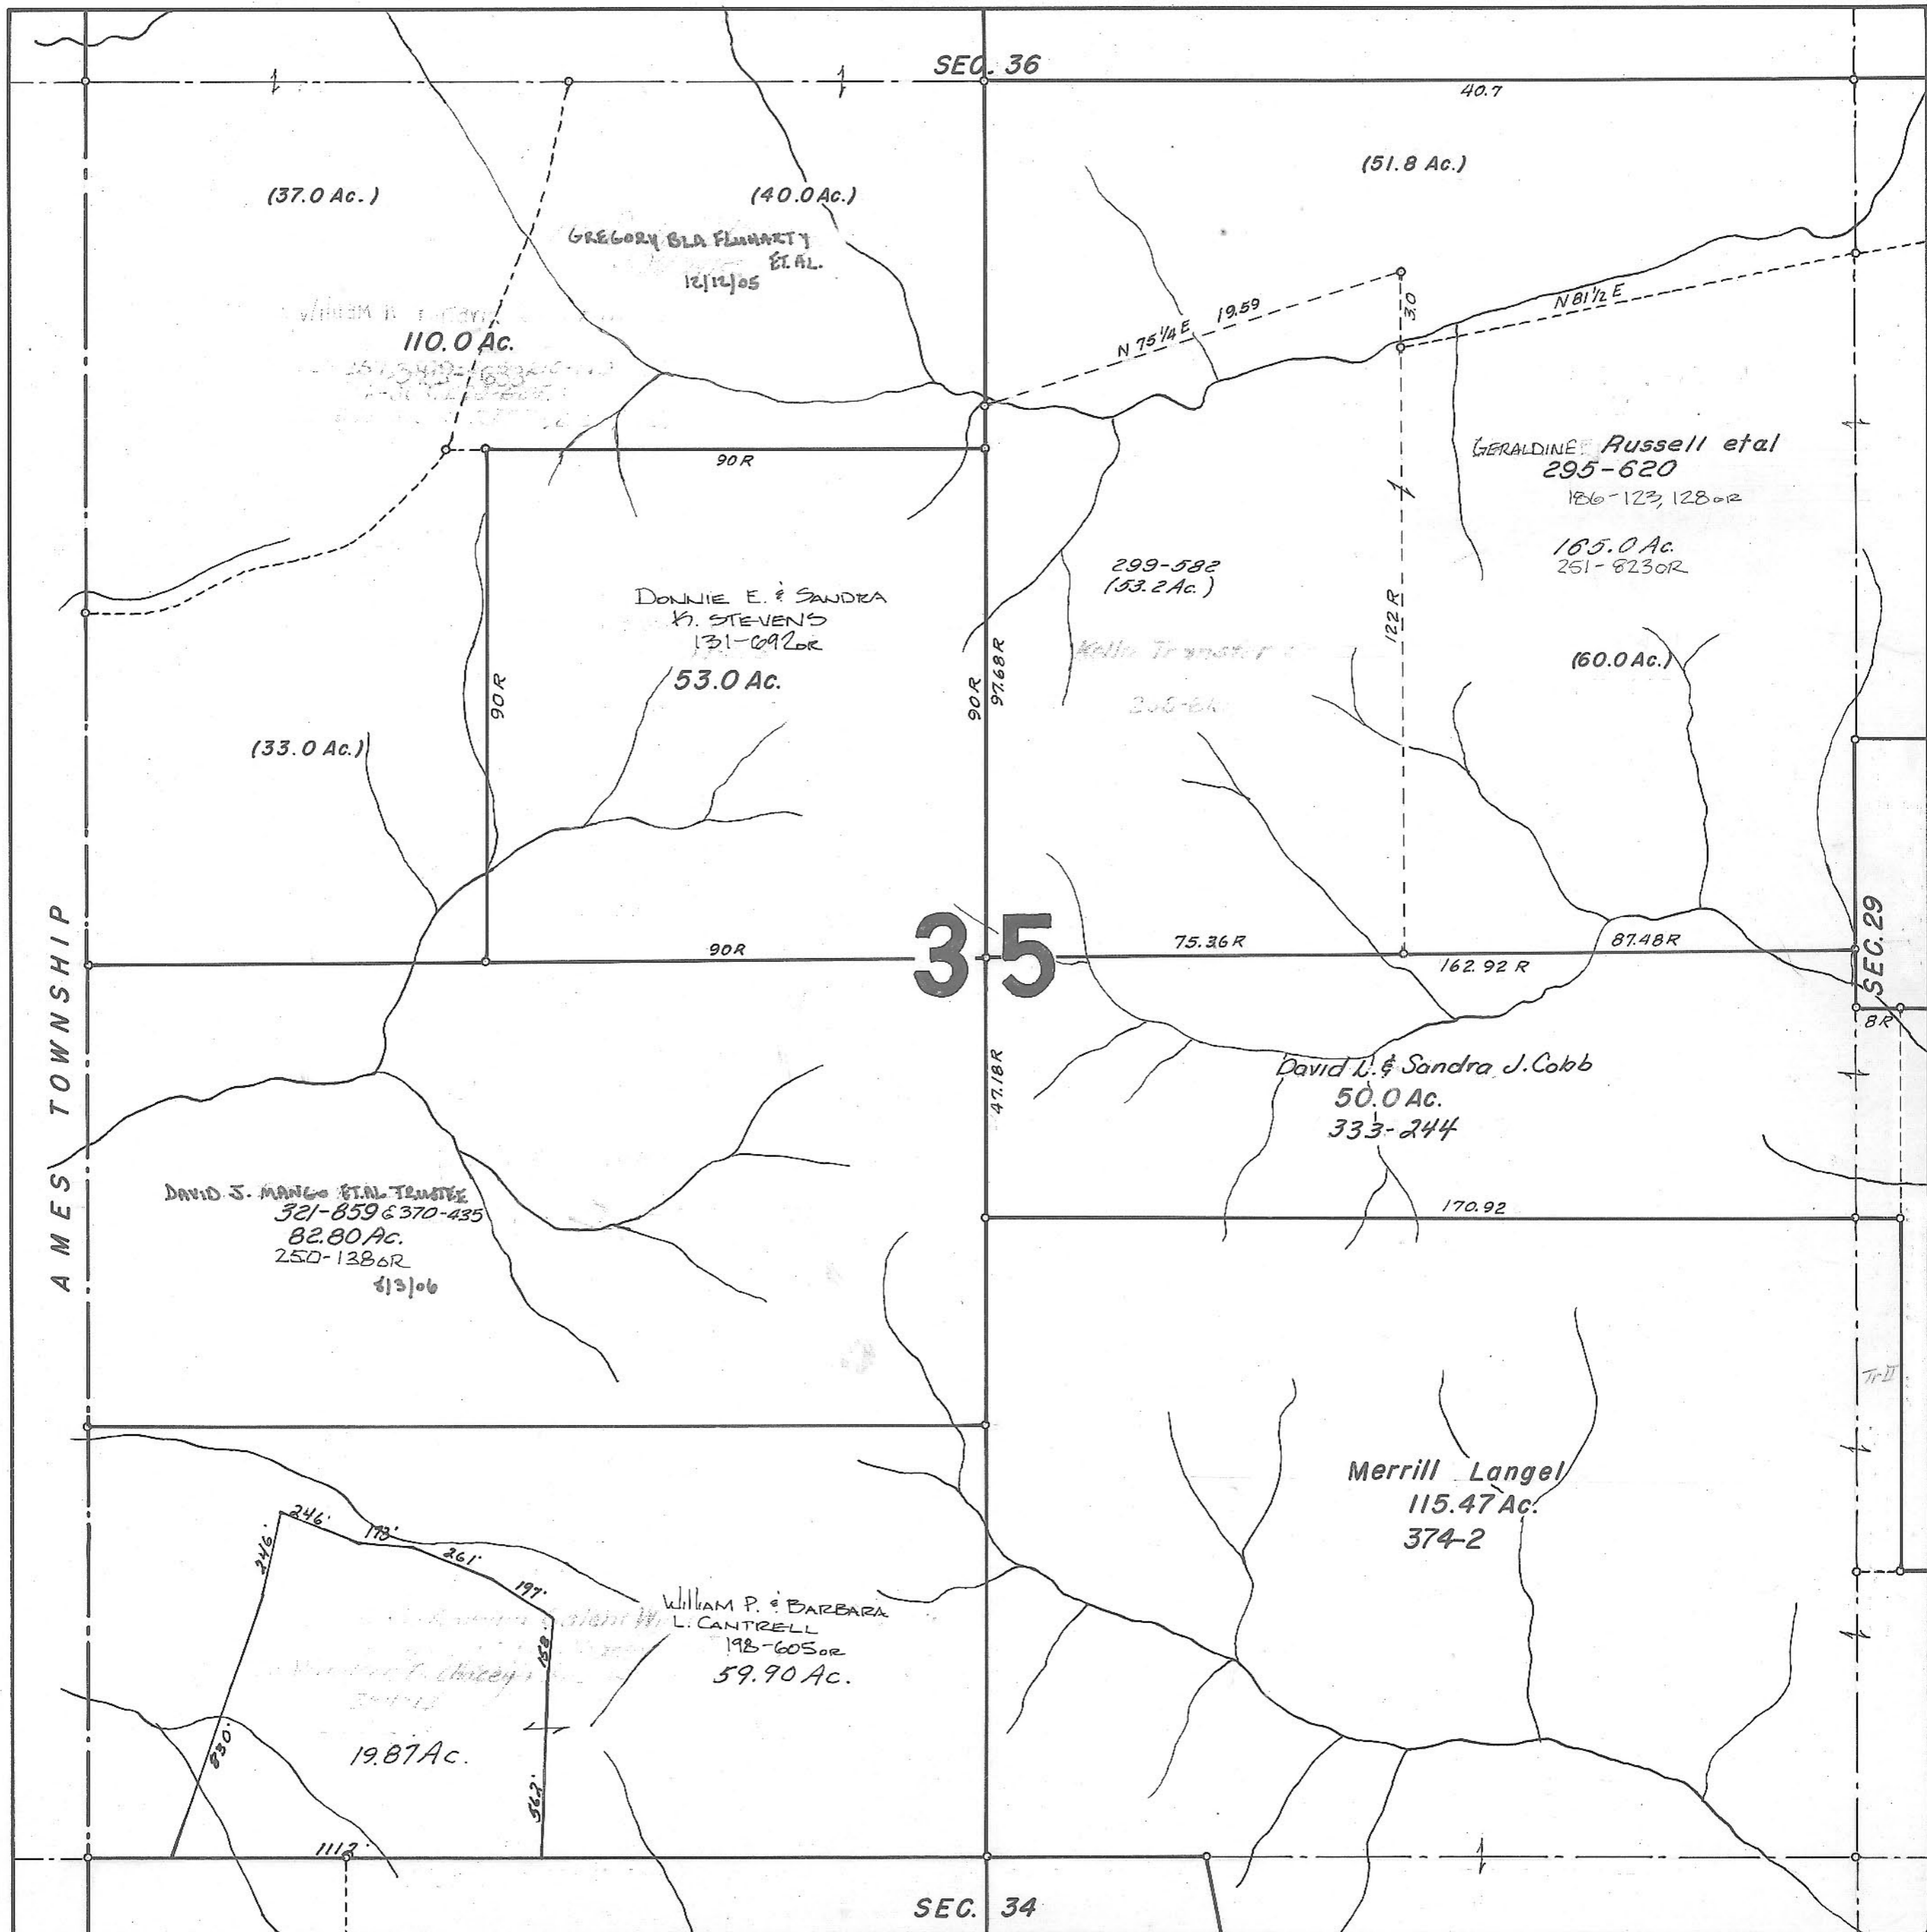 SEC. 36
40.7
(51.8 Ac.)
(37.0 Ac.)
(40.0 Ac.)
GREGORY
ET.AL.
12/12/05
110.0 Ac.
N 75 1/4 E
19.59
3.0
N 81 1/2 E
90 R
GERALDINE Russell etal
295-620
186-123, 128 OR
165.0 Ac.
251-823 OR
299-582
(53.2 Ac.)
122 R
(60.0 Ac.)
DONNIE E. & SANDRA
K. STEVENS
131-692 OR
53.0 Ac.
90 R
90 R
97.68 R
(33.0 Ac.)
90 R
35
75.36 R
87.48 R
162.92 R
SEC. 29
8 R
AMES TOWNSHIP
47.18 R
David L. & Sandra J. Cobb
50.0 Ac.
333-244
170.92
DAVID J. MANGO ET.AL. TRUSTEE
321-859 & 370-435
82.80 Ac.
250-138 OR
8/3/06
Tr II
Merrill Langel
115.47 Ac.
374-2
246'
173'
261'
197'
246'
158'
William P. & BARBARA
L. CANTRELL
198-605 OR
59.90 Ac.
830'
19.87 Ac.
562'
1112'
SEC. 34